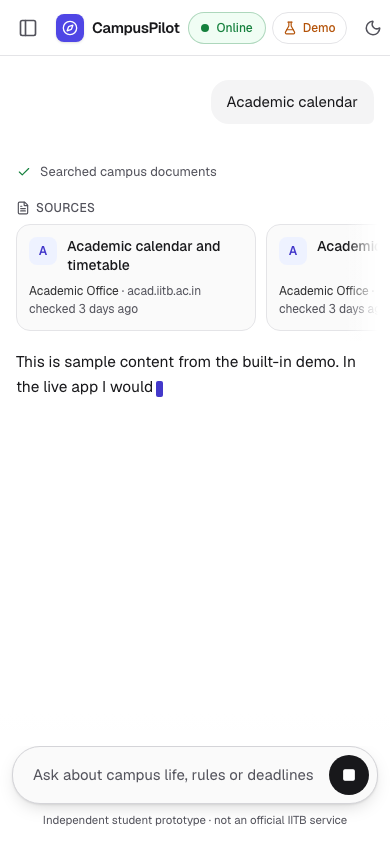 CampusPilot
Online
Demo
Academic calendar
Searched campus documents
SOURCES
A
Academic calendar and
timetable
Academic Office · acad.iitb.ac.in
checked 3 days ago
A
Academic
Academic Office ·
checked 3 days
This is sample content from the built-in demo. In
the live app I would
Ask about campus life, rules or deadlines
Independent student prototype · not an official IITB service